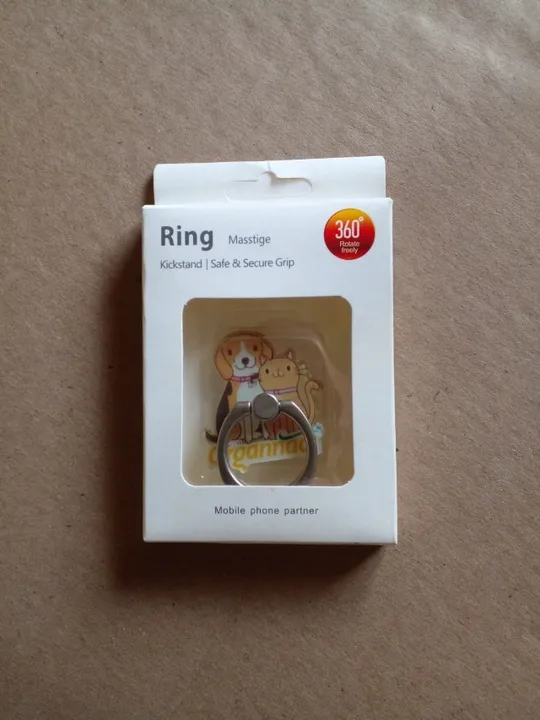 Ring Masstige
360°
Rotate
freely
Kickstand | Safe & Secure Grip
Mobile phone partner